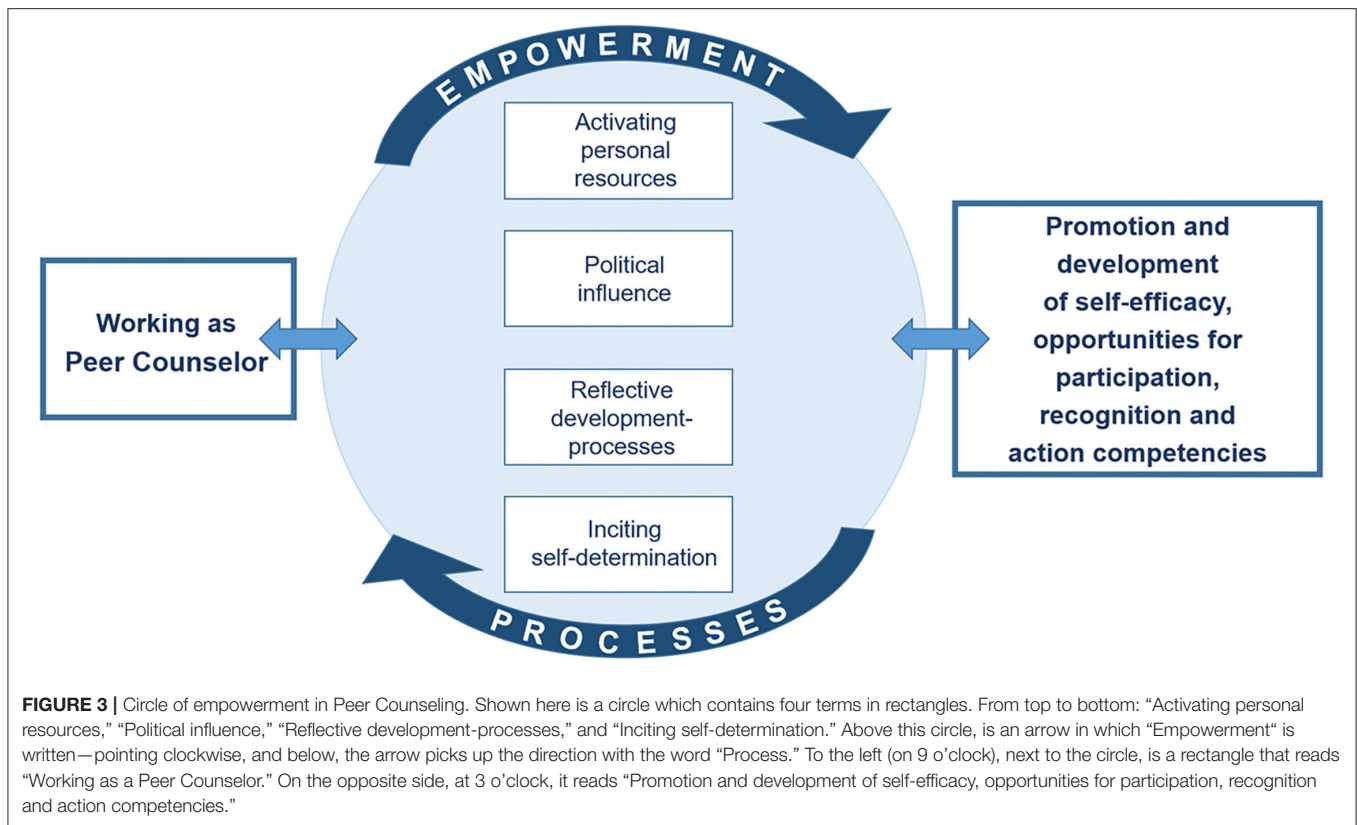 EMPOWERMENT
Activating
personal
resources
Political
influence
Reflective
development-
processes
Inciting
self-determination
PROCESSES
Working as
Peer Counselor
Promotion and
development
of self-efficacy,
opportunities for
participation,
recognition and
action competencies
FIGURE 3 | Circle of empowerment in Peer Counseling. Shown here is a circle which contains four terms in rectangles. From top to bottom: “Activating personal
resources,” “Political influence,” “Reflective development-processes,” and “Inciting self-determination.” Above this circle, is an arrow in which “Empowerment“ is
written—pointing clockwise, and below, the arrow picks up the direction with the word “Process.” To the left (on 9 o’clock), next to the circle, is a rectangle that reads
“Working as a Peer Counselor.” On the opposite side, at 3 o’clock, it reads “Promotion and development of self-efficacy, opportunities for participation, recognition
and action competencies.”